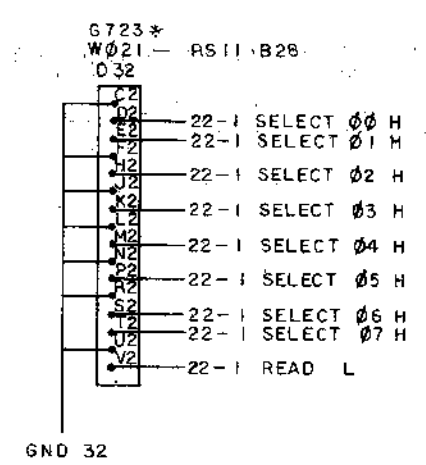 G723*
WØ21 - RS11 B28
D32
C2
D2
22-1 SELECT ØØ H
E2
22-1 SELECT Ø1 H
F2
H2
22-1 SELECT Ø2 H
J2
K2
22-1 SELECT Ø3 H
L2
M2
22-1 SELECT Ø4 H
N2
P2
22-1 SELECT Ø5 H
R2
S2
22-1 SELECT Ø6 H
T2
22-1 SELECT Ø7 H
U2
V2
22-1 READ L
GND 32